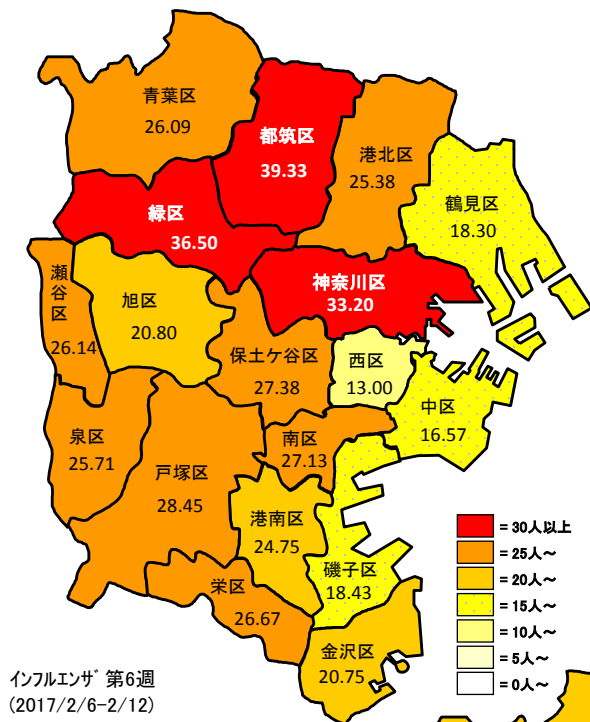 青葉区
26.09
都筑区
39.33
港北区
25.38
鶴見区
18.30
緑区
36.50
神奈川区
33.20
瀬
谷
区
26.14
旭区
20.80
保土ケ谷区
27.38
西区
13.00
中区
16.57
泉区
25.71
戸塚区
28.45
南区
27.13
港南区
24.75
磯子区
18.43
栄区
26.67
金沢区
20.75
= 30人以上
= 25人～
= 20人～
= 15人～
= 10人～
= 5人～
= 0人～
インフルエンザ 第6週
(2017/2/6-2/12)